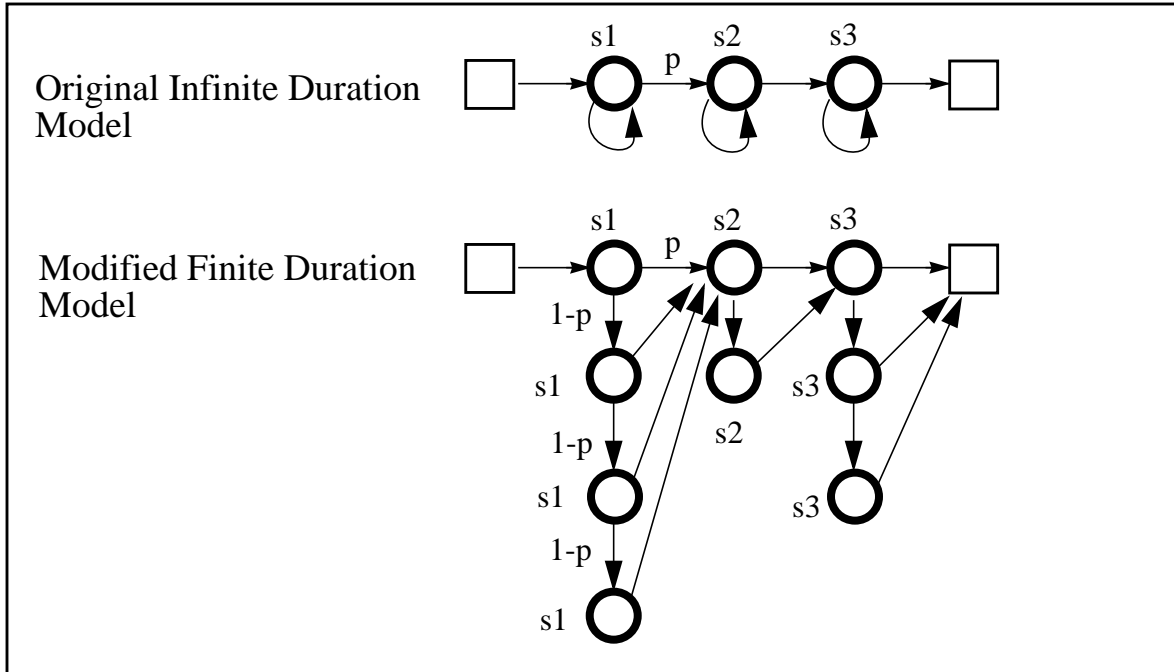 s1
s2
s3
p
Original Infinite Duration
Model
s1
s2
s3
p
Modified Finite Duration
Model
1-p
s1
s3
s2
1-p
s1
s3
1-p
s1